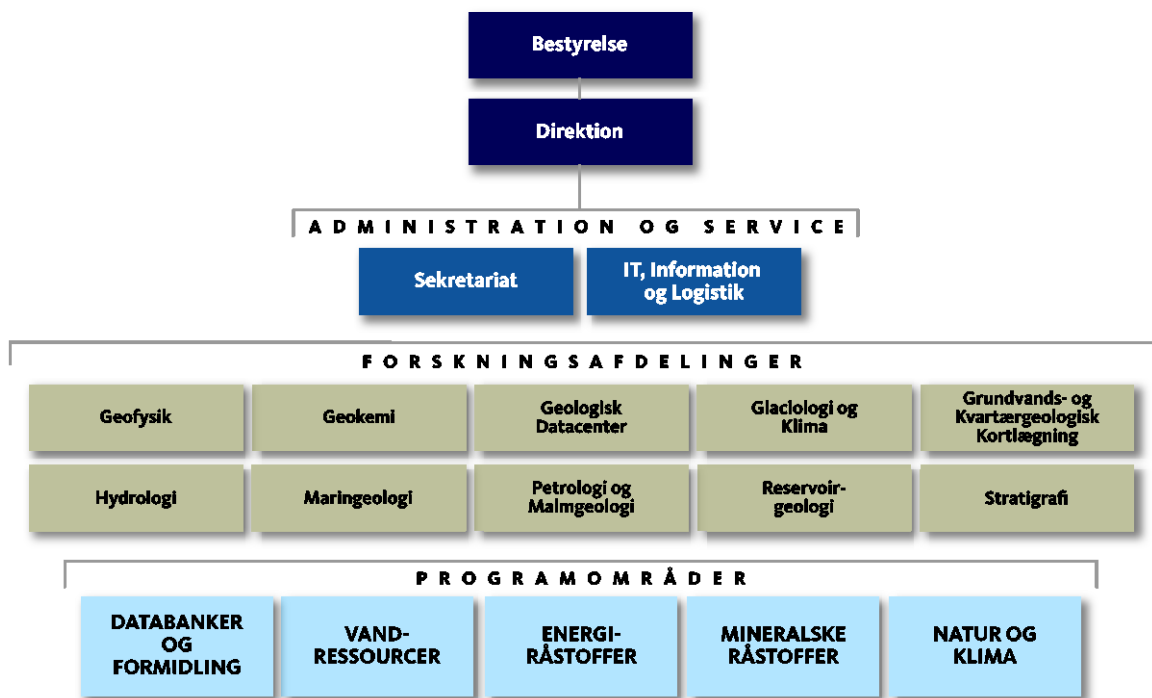 Bestyrelse
Direktion
ADMINISTRATION OG SERVICE
Sekretariat
IT, Information
og Logistik
FORSKNINGSAFDELINGER
Geofysik
Geokemi
Geologisk
Datacenter
Glaciologi og
Klima
Grundvands- og
Kvartærgeologisk
Kortlægning
Hydrologi
Maringeologi
Petrologi og
Malmgeologi
Reservoir-
geologi
Stratigrafi
PROGRAMOMRÅDER
DATABANKER
OG
FORMIDLING
VAND-
RESSOURCER
ENERGI-
RÅSTOFFER
MINERALSKE
RÅSTOFFER
NATUR OG
KLIMA